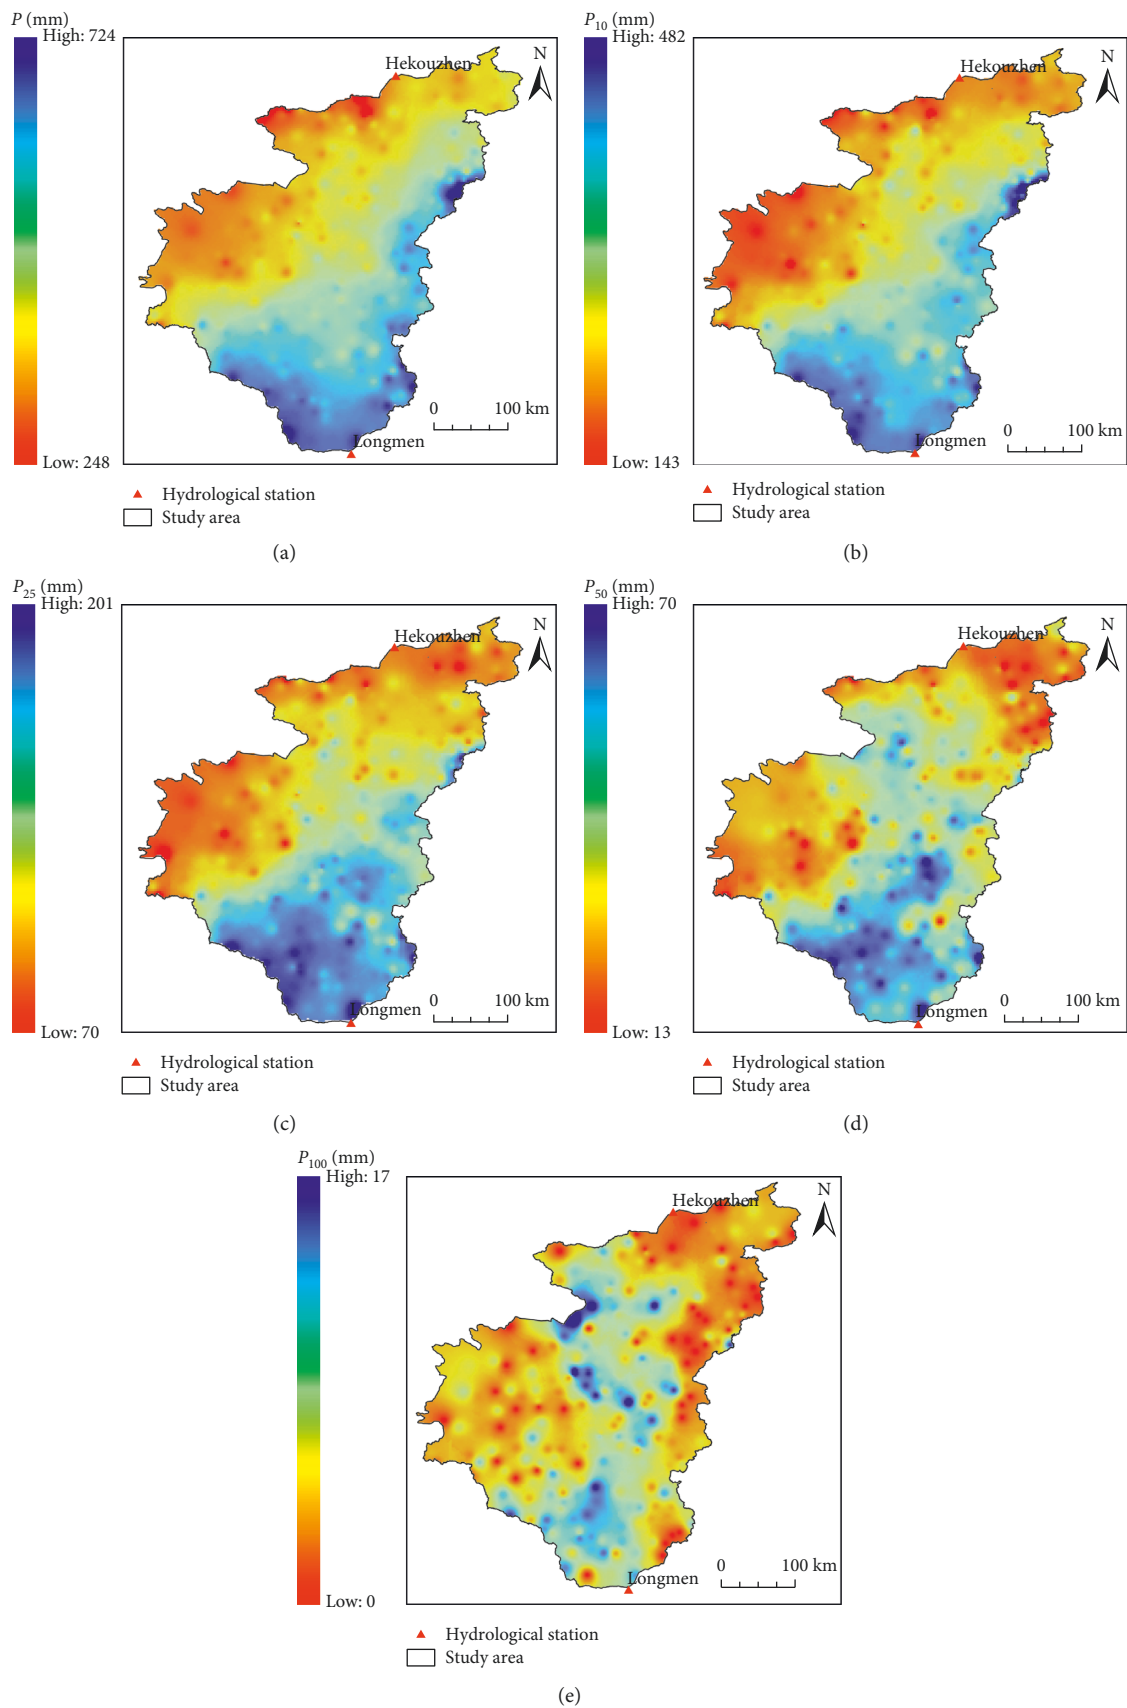 P (mm)
High: 724
Low: 248
Hekouzhen
N
Longmen
0 100 km
Hydrological station
Study area
(a)
P10 (mm)
High: 482
Low: 143
Hekouzhen
N
Longmen
0 100 km
Hydrological station
Study area
(b)
P25 (mm)
High: 201
Low: 70
Hekouzhen
N
Longmen
0 100 km
Hydrological station
Study area
(c)
P50 (mm)
High: 70
Low: 13
Hekouzhen
N
Longmen
0 100 km
Hydrological station
Study area
(d)
P100 (mm)
High: 17
Low: 0
Hekouzhen
N
Longmen
0 100 km
Hydrological station
Study area
(e)